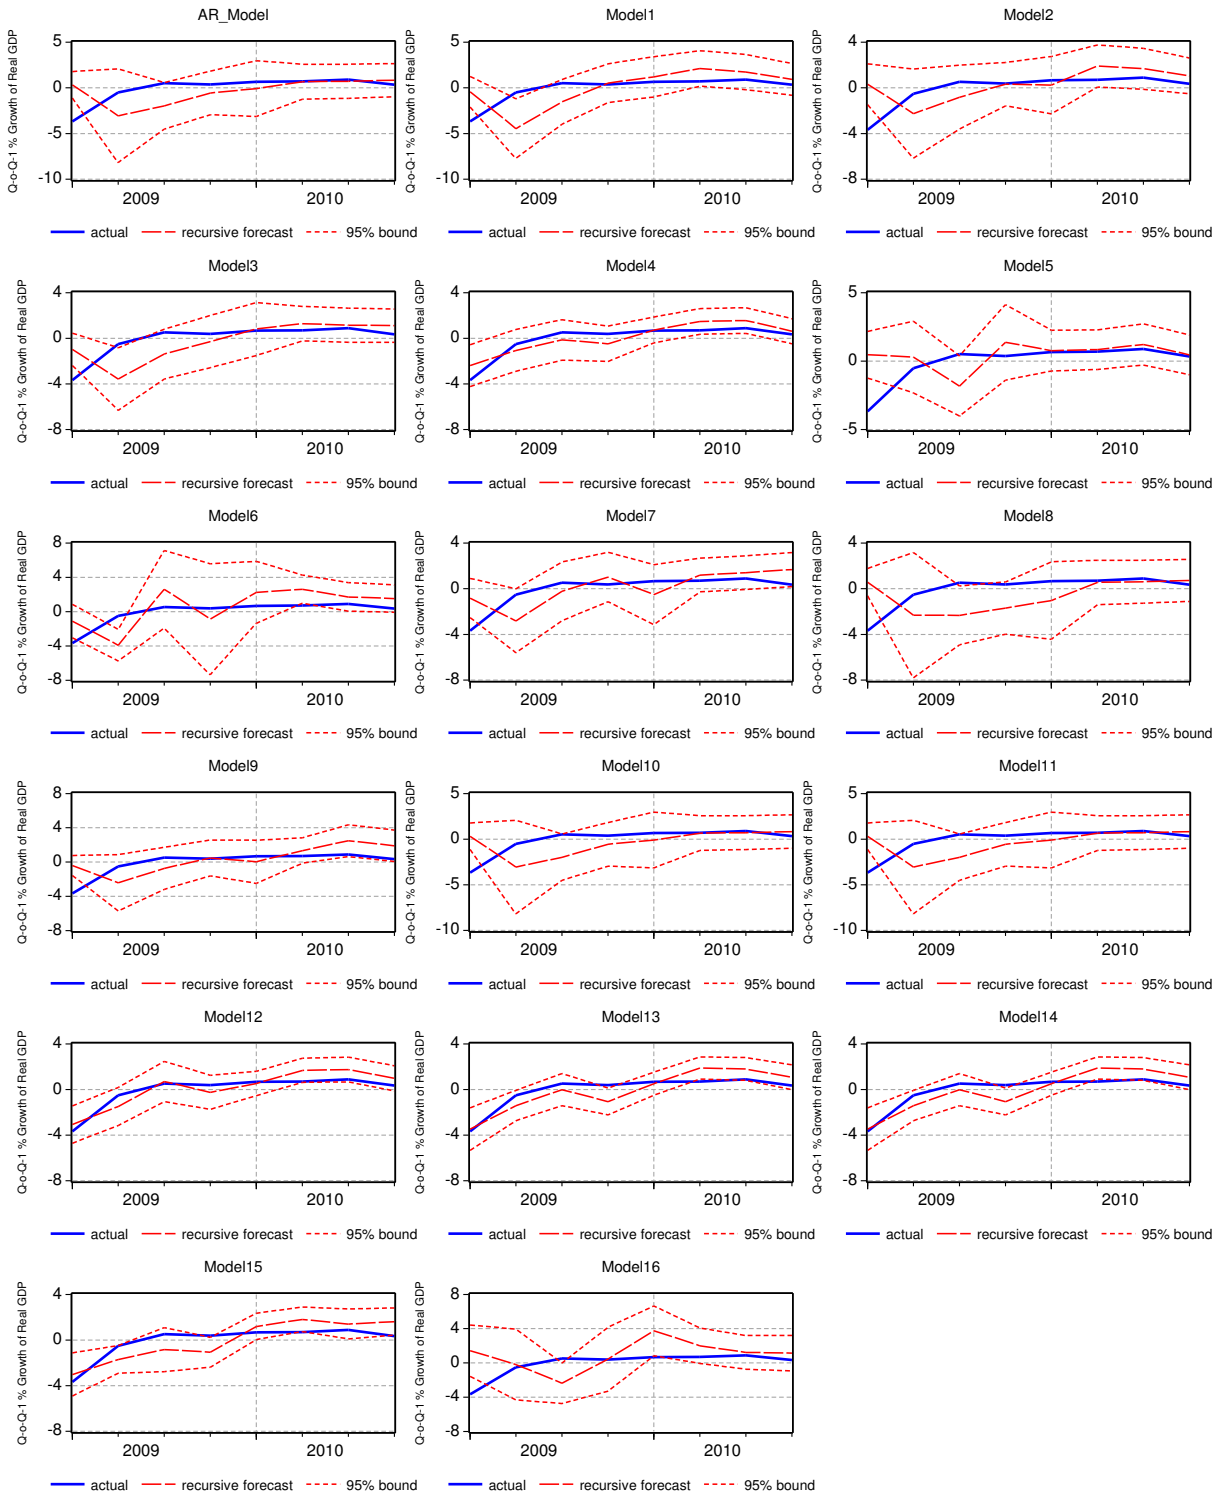 AR_Model
Q-o-Q-1 % Growth of Real GDP
5
0
-5
-10
2009
2010
actual
recursive forecast
95% bound
Model1
Q-o-Q-1 % Growth of Real GDP
5
0
-5
-10
2009
2010
actual
recursive forecast
95% bound
Model2
Q-o-Q-1 % Growth of Real GDP
4
0
-4
-8
2009
2010
actual
recursive forecast
95% bound
Model3
Q-o-Q-1 % Growth of Real GDP
4
0
-4
-8
2009
2010
actual
recursive forecast
95% bound
Model4
Q-o-Q-1 % Growth of Real GDP
4
0
-4
-8
2009
2010
actual
recursive forecast
95% bound
Model5
Q-o-Q-1 % Growth of Real GDP
5
0
-5
2009
2010
actual
recursive forecast
95% bound
Model6
Q-o-Q-1 % Growth of Real GDP
8
4
0
-4
-8
2009
2010
actual
recursive forecast
95% bound
Model7
Q-o-Q-1 % Growth of Real GDP
4
0
-4
-8
2009
2010
actual
recursive forecast
95% bound
Model8
Q-o-Q-1 % Growth of Real GDP
4
0
-4
-8
2009
2010
actual
recursive forecast
95% bound
Model9
Q-o-Q-1 % Growth of Real GDP
8
4
0
-4
-8
2009
2010
actual
recursive forecast
95% bound
Model10
Q-o-Q-1 % Growth of Real GDP
5
0
-5
-10
2009
2010
actual
recursive forecast
95% bound
Model11
Q-o-Q-1 % Growth of Real GDP
5
0
-5
-10
2009
2010
actual
recursive forecast
95% bound
Model12
Q-o-Q-1 % Growth of Real GDP
4
0
-4
-8
2009
2010
actual
recursive forecast
95% bound
Model13
Q-o-Q-1 % Growth of Real GDP
4
0
-4
-8
2009
2010
actual
recursive forecast
95% bound
Model14
Q-o-Q-1 % Growth of Real GDP
4
0
-4
-8
2009
2010
actual
recursive forecast
95% bound
Model15
Q-o-Q-1 % Growth of Real GDP
4
0
-4
-8
2009
2010
actual
recursive forecast
95% bound
Model16
Q-o-Q-1 % Growth of Real GDP
8
4
0
-4
-8
2009
2010
actual
recursive forecast
95% bound